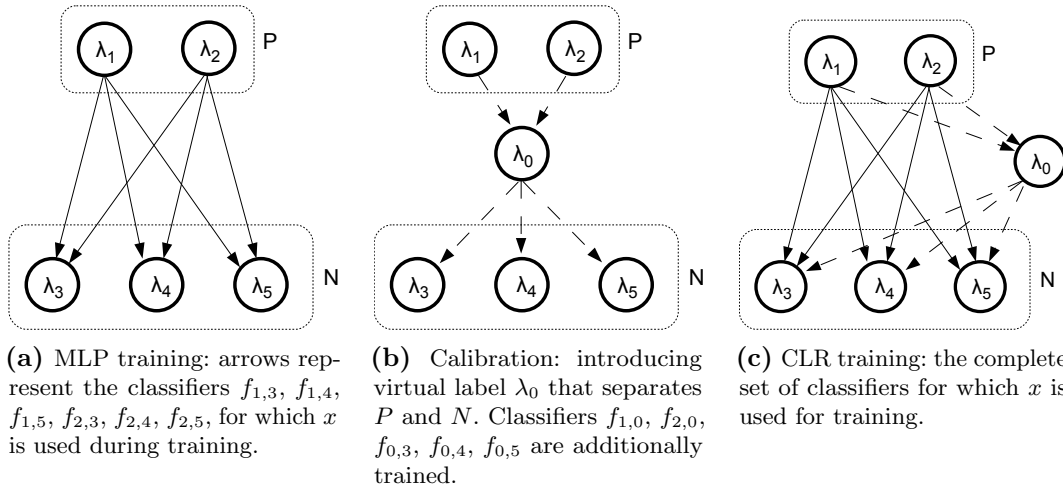 λ1 λ2 P
λ3 λ4 λ5 N
(a) MLP training: arrows rep-
resent the classifiers f1,3, f1,4,
f1,5, f2,3, f2,4, f2,5, for which x
is used during training.
λ1 λ2 P
λ0
λ3 λ4 λ5 N
(b) Calibration: introducing
virtual label λ0 that separates
P and N. Classifiers f1,0, f2,0,
f0,3, f0,4, f0,5 are additionally
trained.
λ1 λ2 P
λ0
λ3 λ4 λ5 N
(c) CLR training: the complete
set of classifiers for which x is
used for training.